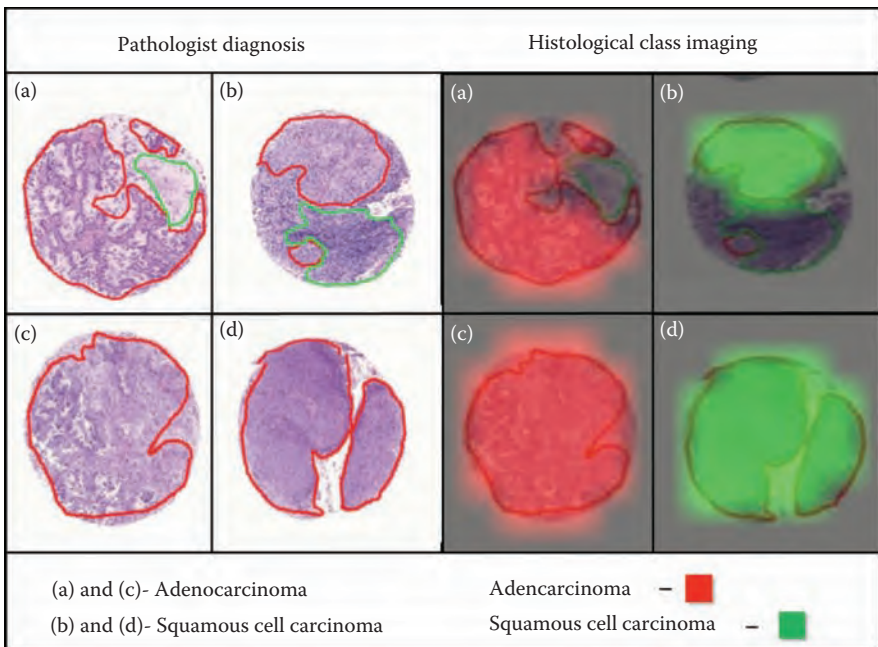 Pathologist diagnosis
Histological class imaging
(a)
(b)
(a)
(b)
(c)
(d)
(c)
(d)
(a) and (c)- Adenocarcinoma
(b) and (d)- Squamous cell carcinoma
Adencarcinoma –
Squamous cell carcinoma –